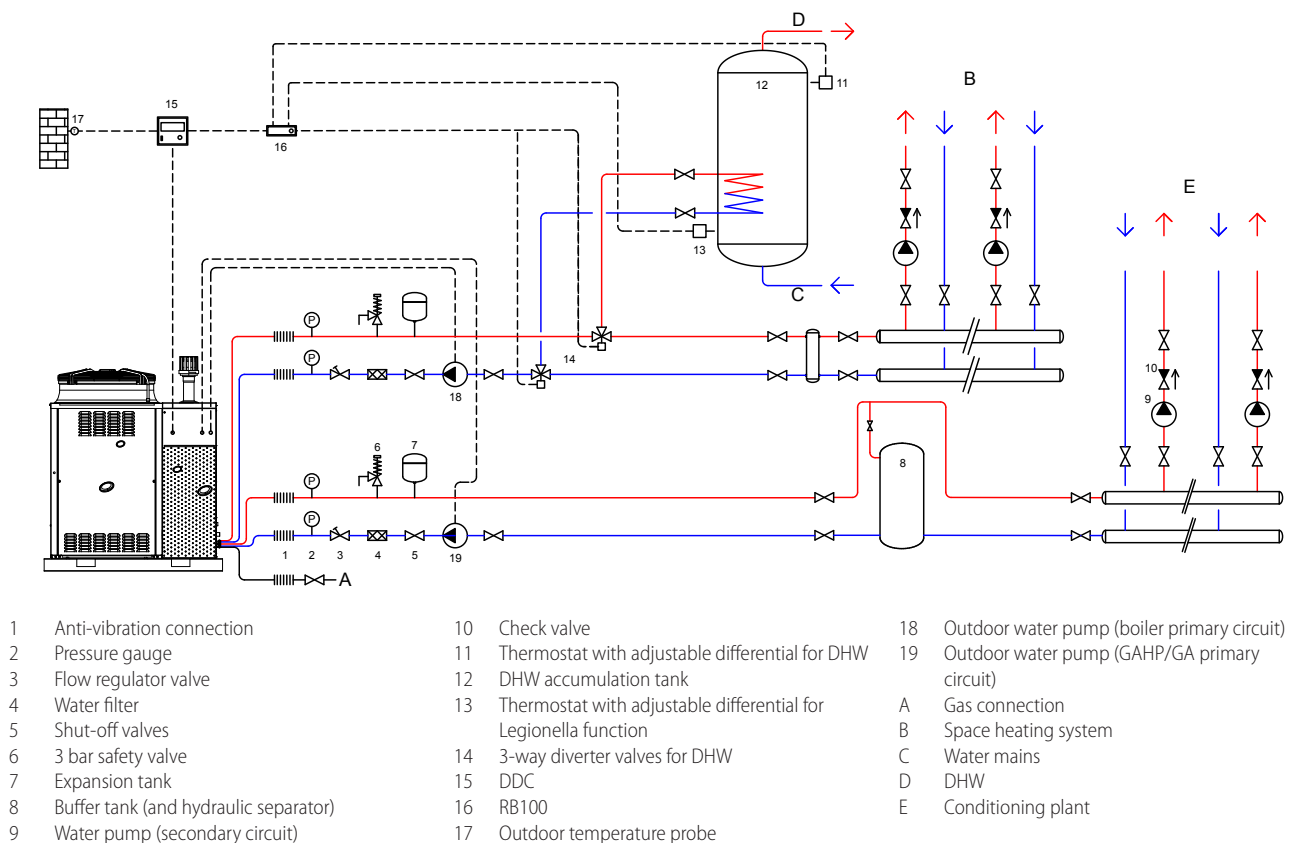 D
12
11
B
17
15
16
E
13
C
P
14
P
18
10
9
6
7
8
P
P
1
2
3
4
5
19
A
1 Anti-vibration connection
2 Pressure gauge
3 Flow regulator valve
4 Water filter
5 Shut-off valves
6 3 bar safety valve
7 Expansion tank
8 Buffer tank (and hydraulic separator)
9 Water pump (secondary circuit)
10 Check valve
11 Thermostat with adjustable differential for DHW
12 DHW accumulation tank
13 Thermostat with adjustable differential for
Legionella function
14 3-way diverter valves for DHW
15 DDC
16 RB100
17 Outdoor temperature probe
18 Outdoor water pump (boiler primary circuit)
19 Outdoor water pump (GAHP/GA primary
circuit)
A Gas connection
B Space heating system
C Water mains
D DHW
E Conditioning plant